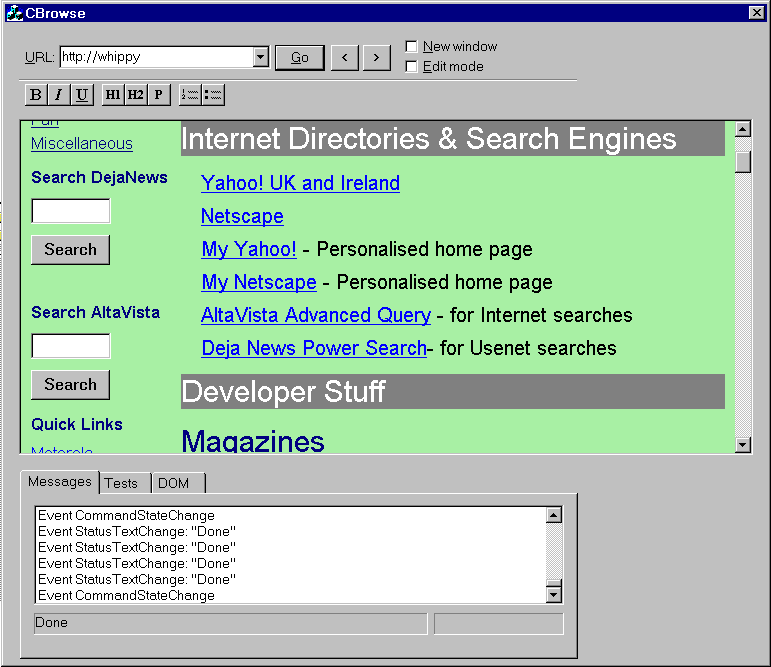 CBrowse
URL: http://whippy Go < > New window
Edit mode
B I U H1 H2 P
Miscellaneous
Search DejaNews
Search
Search AltaVista
Search
Quick Links
Motorola
Internet Directories & Search Engines
Yahoo! UK and Ireland
Netscape
My Yahoo! - Personalised home page
My Netscape - Personalised home page
AltaVista Advanced Query - for Internet searches
Deja News Power Search- for Usenet searches
Developer Stuff
Magazines
Messages Tests DOM
Event CommandStateChange
Event StatusTextChange: "Done"
Event StatusTextChange: "Done"
Event StatusTextChange: "Done"
Event StatusTextChange: "Done"
Event CommandStateChange
Done